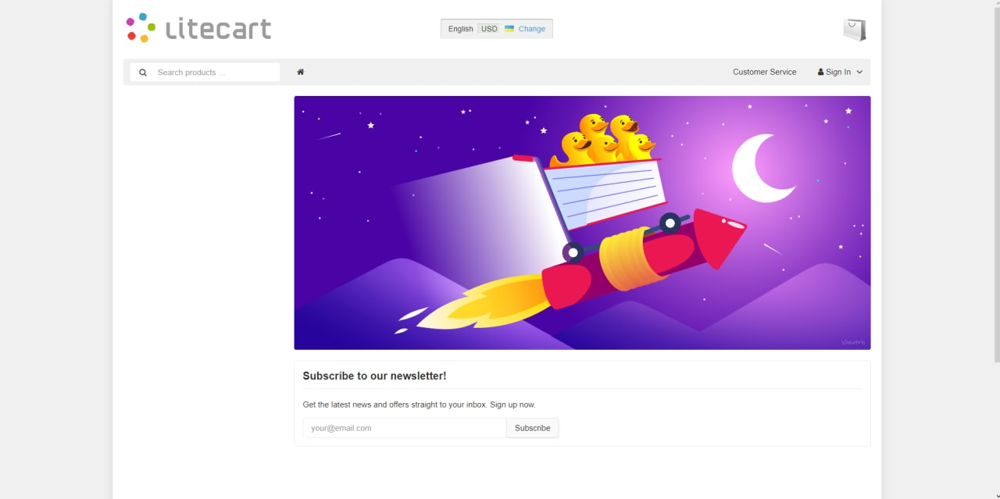 Litecart
English USD Change
Search products ...
Customer Service Sign In
Subscribe to our newsletter!
Get the latest news and offers straight to your inbox. Sign up now.
your@email.com Subscribe